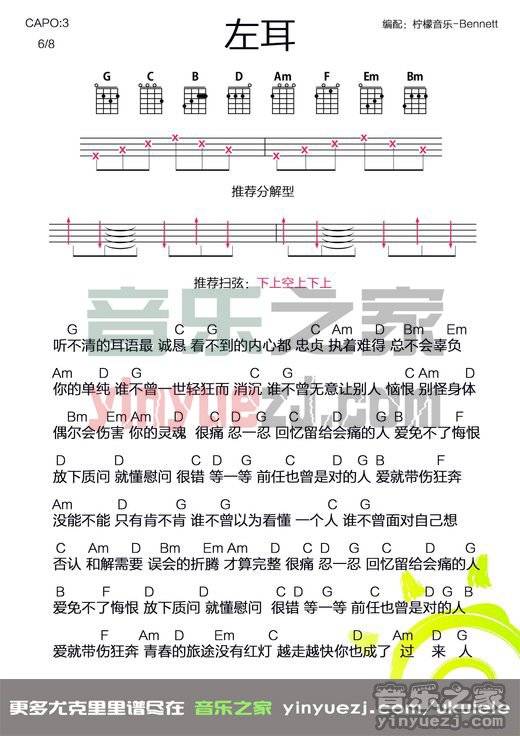 CAPO:3
左耳
编配：柠檬音乐-Bennett
6/8
G C B D Am F Em Bm
推荐分解型
推荐扫弦：下上空上下上
音乐之家
yinyuezj.com
G C G C Am D Bm Em
听不清的耳语最 诚恳 看不到的内心都 忠贞 执着难得 总不会辜负
Am D G C D G C Am D
你的单纯 谁不曾一世轻狂而 消沉 谁不曾无意让别人 恼恨 别怪身体
Bm Em Am D G C D G B F
偶尔会伤害 你的灵魂 很痛 忍一忍 回忆留给会痛的人 爱免不了悔恨
D D C D G C D G B F
放下质问 就懂慰问 很错 等一等 前任也曾是对的人 爱就带伤狂奔
Am D G C G
没能不能 只有肯不肯 谁不曾以为看懂 一个人 谁不曾面对自己想
C Am D Bm Em Am D G C D G
否认 和解需要 误会的折腾 才算完整 很痛 忍一忍 回忆留给会痛的人
B F D D C D G C D G
爱免不了悔恨 放下质问 就懂慰问 很错 等一等 前任也曾是对的人
B F Am D G C Am D G
爱就带伤狂奔 青春的旅途没有红灯 越走越快你也成了 过 来 人
更多尤克里里谱尽在 音乐之家 yinyuezj.com/ukulele
音乐之家
yinyuezj.com